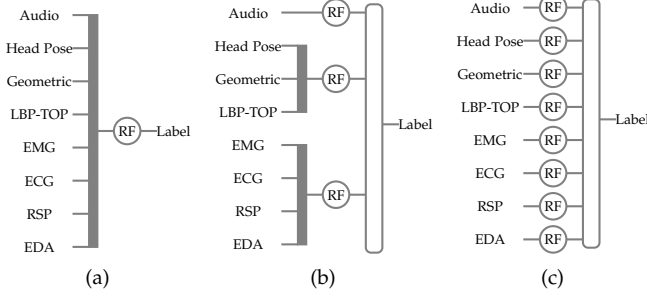 Audio
Head Pose
Geometric
LBP-TOP
EMG
ECG
RSP
EDA
RF
Label
(a)
Audio
RF
Head Pose
Geometric
RF
LBP-TOP
EMG
ECG
RSP
RF
EDA
Label
(b)
Audio
RF
Head Pose
RF
Geometric
RF
LBP-TOP
RF
EMG
RF
ECG
RF
RSP
RF
EDA
RF
Label
(c)